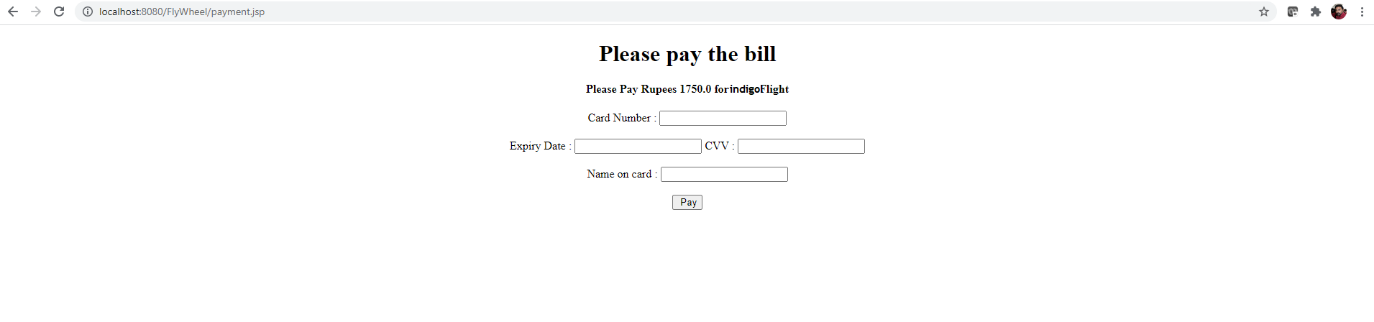 localhost:8080/FlyWheel/payment.jsp
Please pay the bill
Please Pay Rupees 1750.0 forindigoFlight
Card Number :
Expiry Date : CVV :
Name on card :
Pay